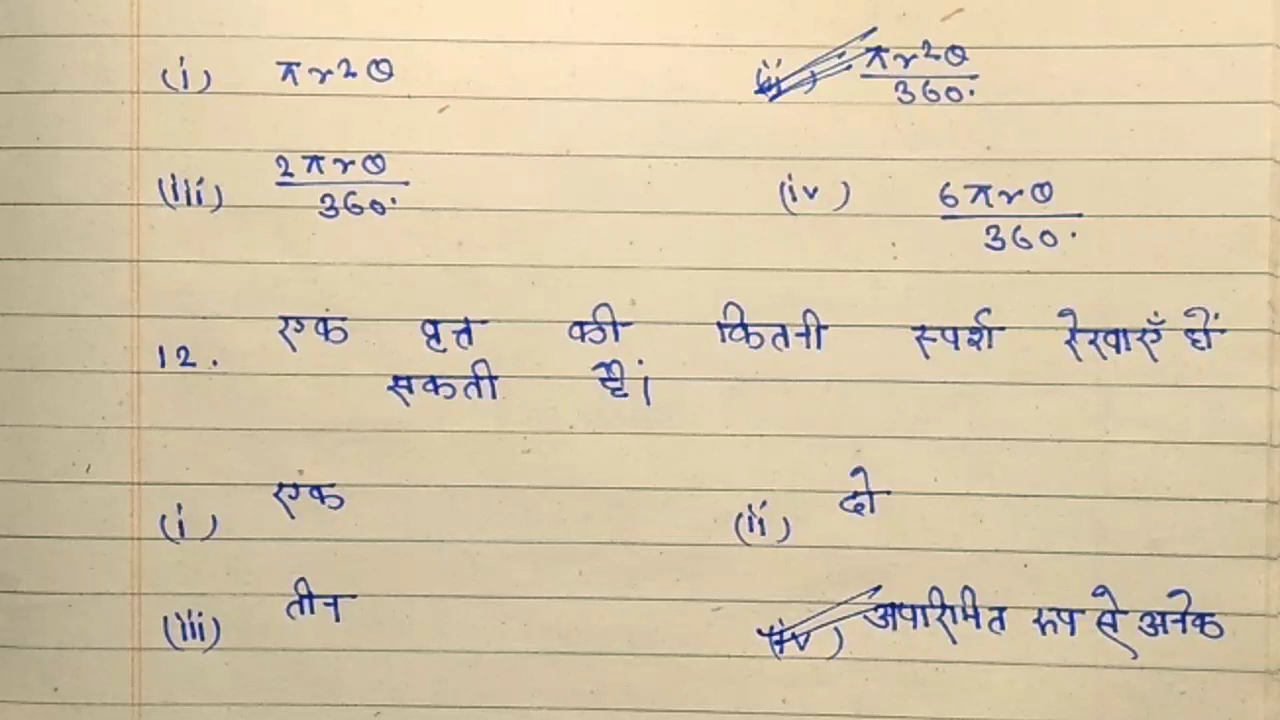 (i) πr2θ (ii) πr2θ/360°
(iii) 2πrθ/360° (iv) 6πrθ/360°
12. एक वृत्त की कितनी स्पर्श रेखाएँ हों
सकती है।
(i) एक (ii) दो
(iii) तीन (iv) अपारिमित रूप से अनेक